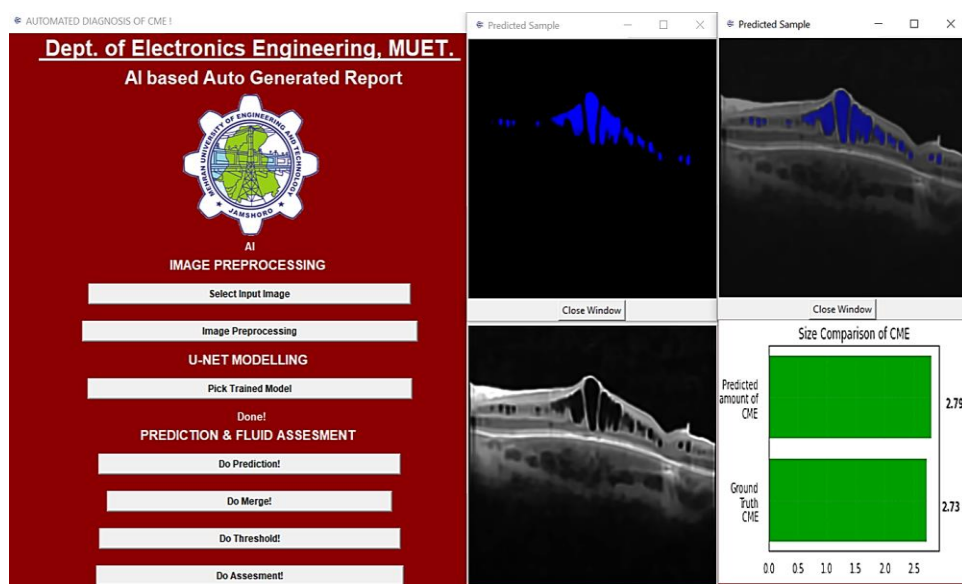 AUTOMATED DIAGNOSIS OF CME !
Dept. of Electronics Engineering, MUET.
AI based Auto Generated Report
MEHRAN UNIVERSITY OF ENGINEERING AND TECHNOLOGY
JAMSHORO
AI
IMAGE PREPROCESSING
Select Input Image
Image Preprocessing
U-NET MODELLING
Pick Trained Model
Done!
PREDICTION & FLUID ASSESMENT
Do Prediction!
Do Merge!
Do Threshold!
Do Assesment!
Predicted Sample
Close Window
Predicted Sample
Close Window
Size Comparison of CME
Predicted
amount of
CME
2.79
Ground
Truth
CME
2.73
0.0 0.5 1.0 1.5 2.0 2.5